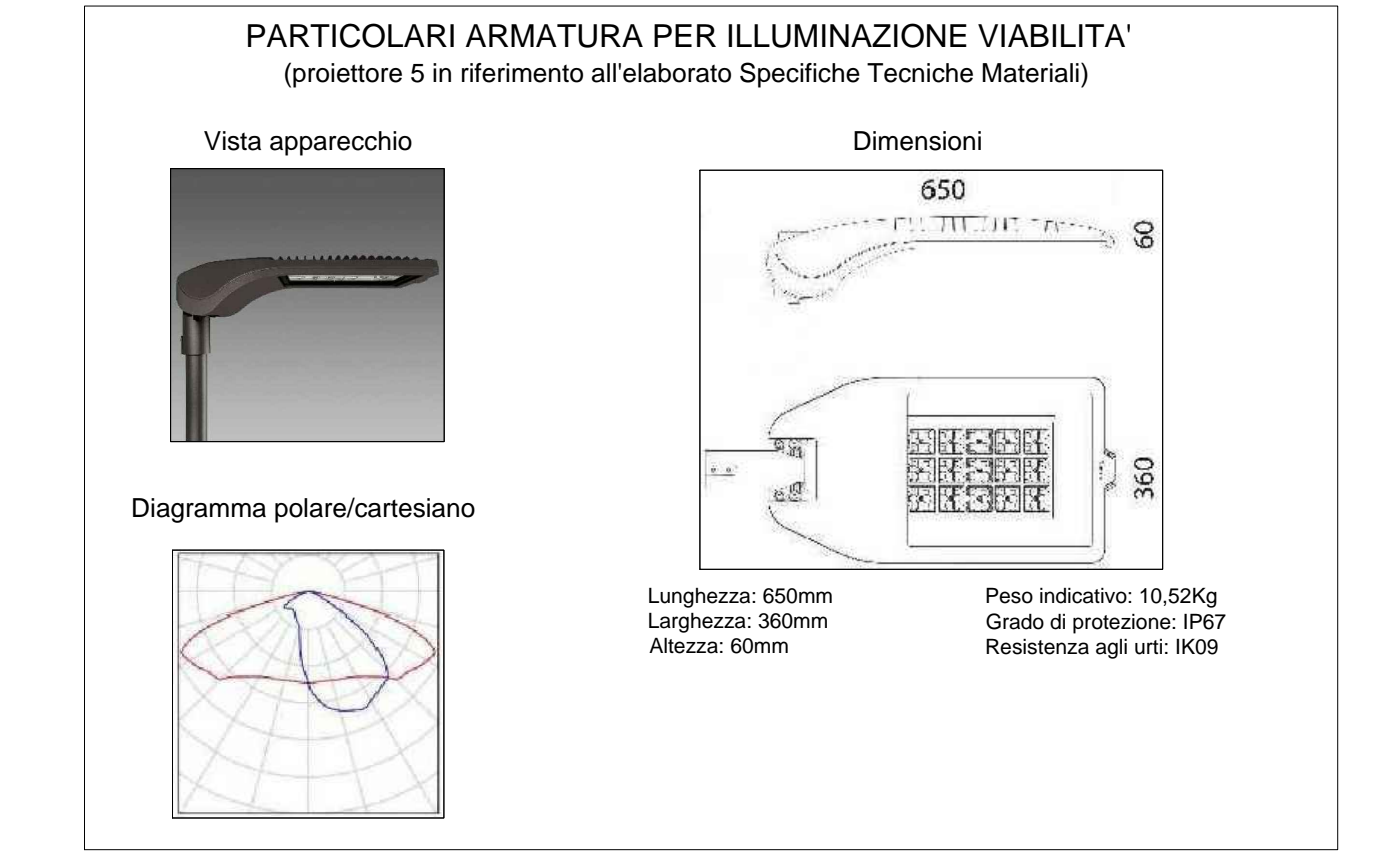 PARTICOLARI ARMATURA PER ILLUMINAZIONE VIABILITA'
(proiettore 5 in riferimento all'elaborato Specifiche Tecniche Materiali)
Vista apparecchio
Dimensioni
650
60
360
Diagramma polare/cartesiano
Lunghezza: 650mm
Larghezza: 360mm
Altezza: 60mm
Peso indicativo: 10,52Kg
Grado di protezione: IP67
Resistenza agli urti: IK09